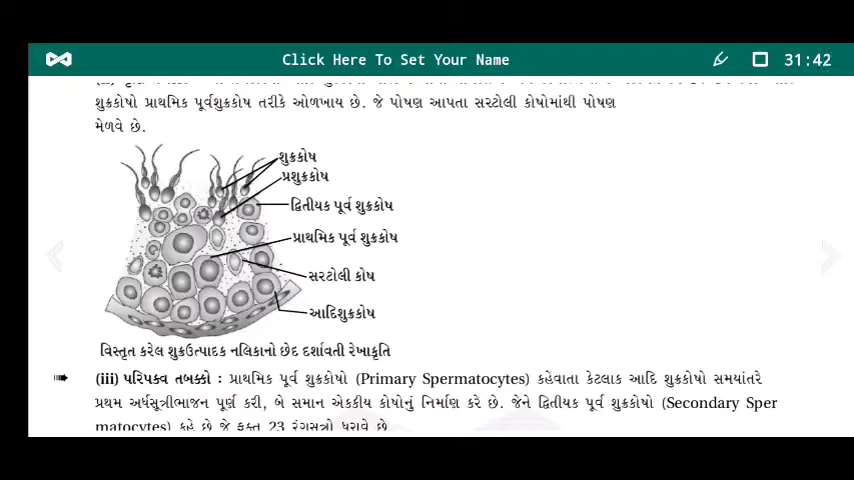 Click Here To Set Your Name
31:42
શુક્રકોષો પ્રાથમિક પૂર્વશુક્રકોષ તરીકે ઓળખાય છે. જે પોષણ આપતા સરટોલી કોષોમાંથી પોષણ
મેળવે છે.
શુક્રકોષ
પ્રશુક્રકોષ
દ્વિતીયક પૂર્વ શુક્રકોષ
પ્રાથમિક પૂર્વ શુક્રકોષ
સરટોલી કોષ
આદિશુક્રકોષ
વિસ્તૃત કરેલ શુક્રઉત્પાદક નલિકાનો છેદ દર્શાવતી રેખાકૃતિ
➠ (iii) પરિપક્વ તબક્કો : પ્રાથમિક પૂર્વ શુક્રકોષો (Primary Spermatocytes) કહેવાતા કેટલાક આદિ શુક્રકોષો સમયાંતરે
પ્રથમ અર્ધસૂત્રીભાજન પૂર્ણ કરી, બે સમાન એકકીય કોષોનું નિર્માણ કરે છે. જેને દ્વિતીયક પૂર્વ શુક્રકોષો (Secondary Sper
matocytes) કહે છે જે ફક્ત 23 રંગસૂત્રો ધરાવે છે